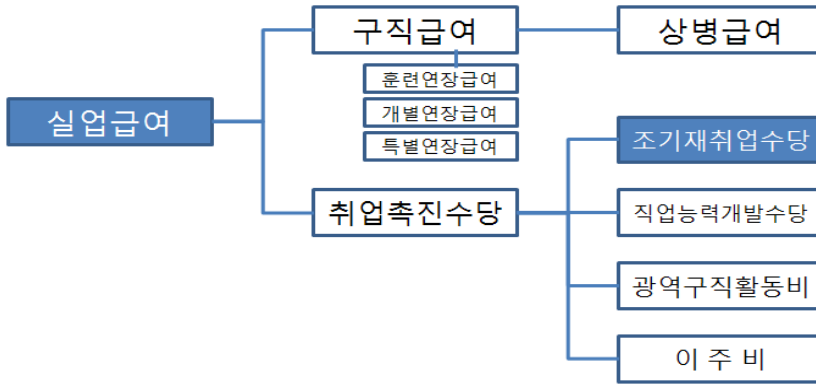 구직급여
상병급여
훈련연장급여
개별연장급여
특별연장급여
실업급여
조기재취업수당
취업촉진수당
직업능력개발수당
광역구직활동비
이 주 비